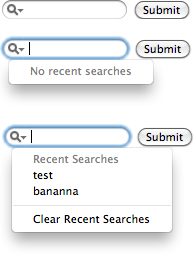 Submit
Submit
No recent searches
Submit
Recent Searches
test
bananna
Clear Recent Searches